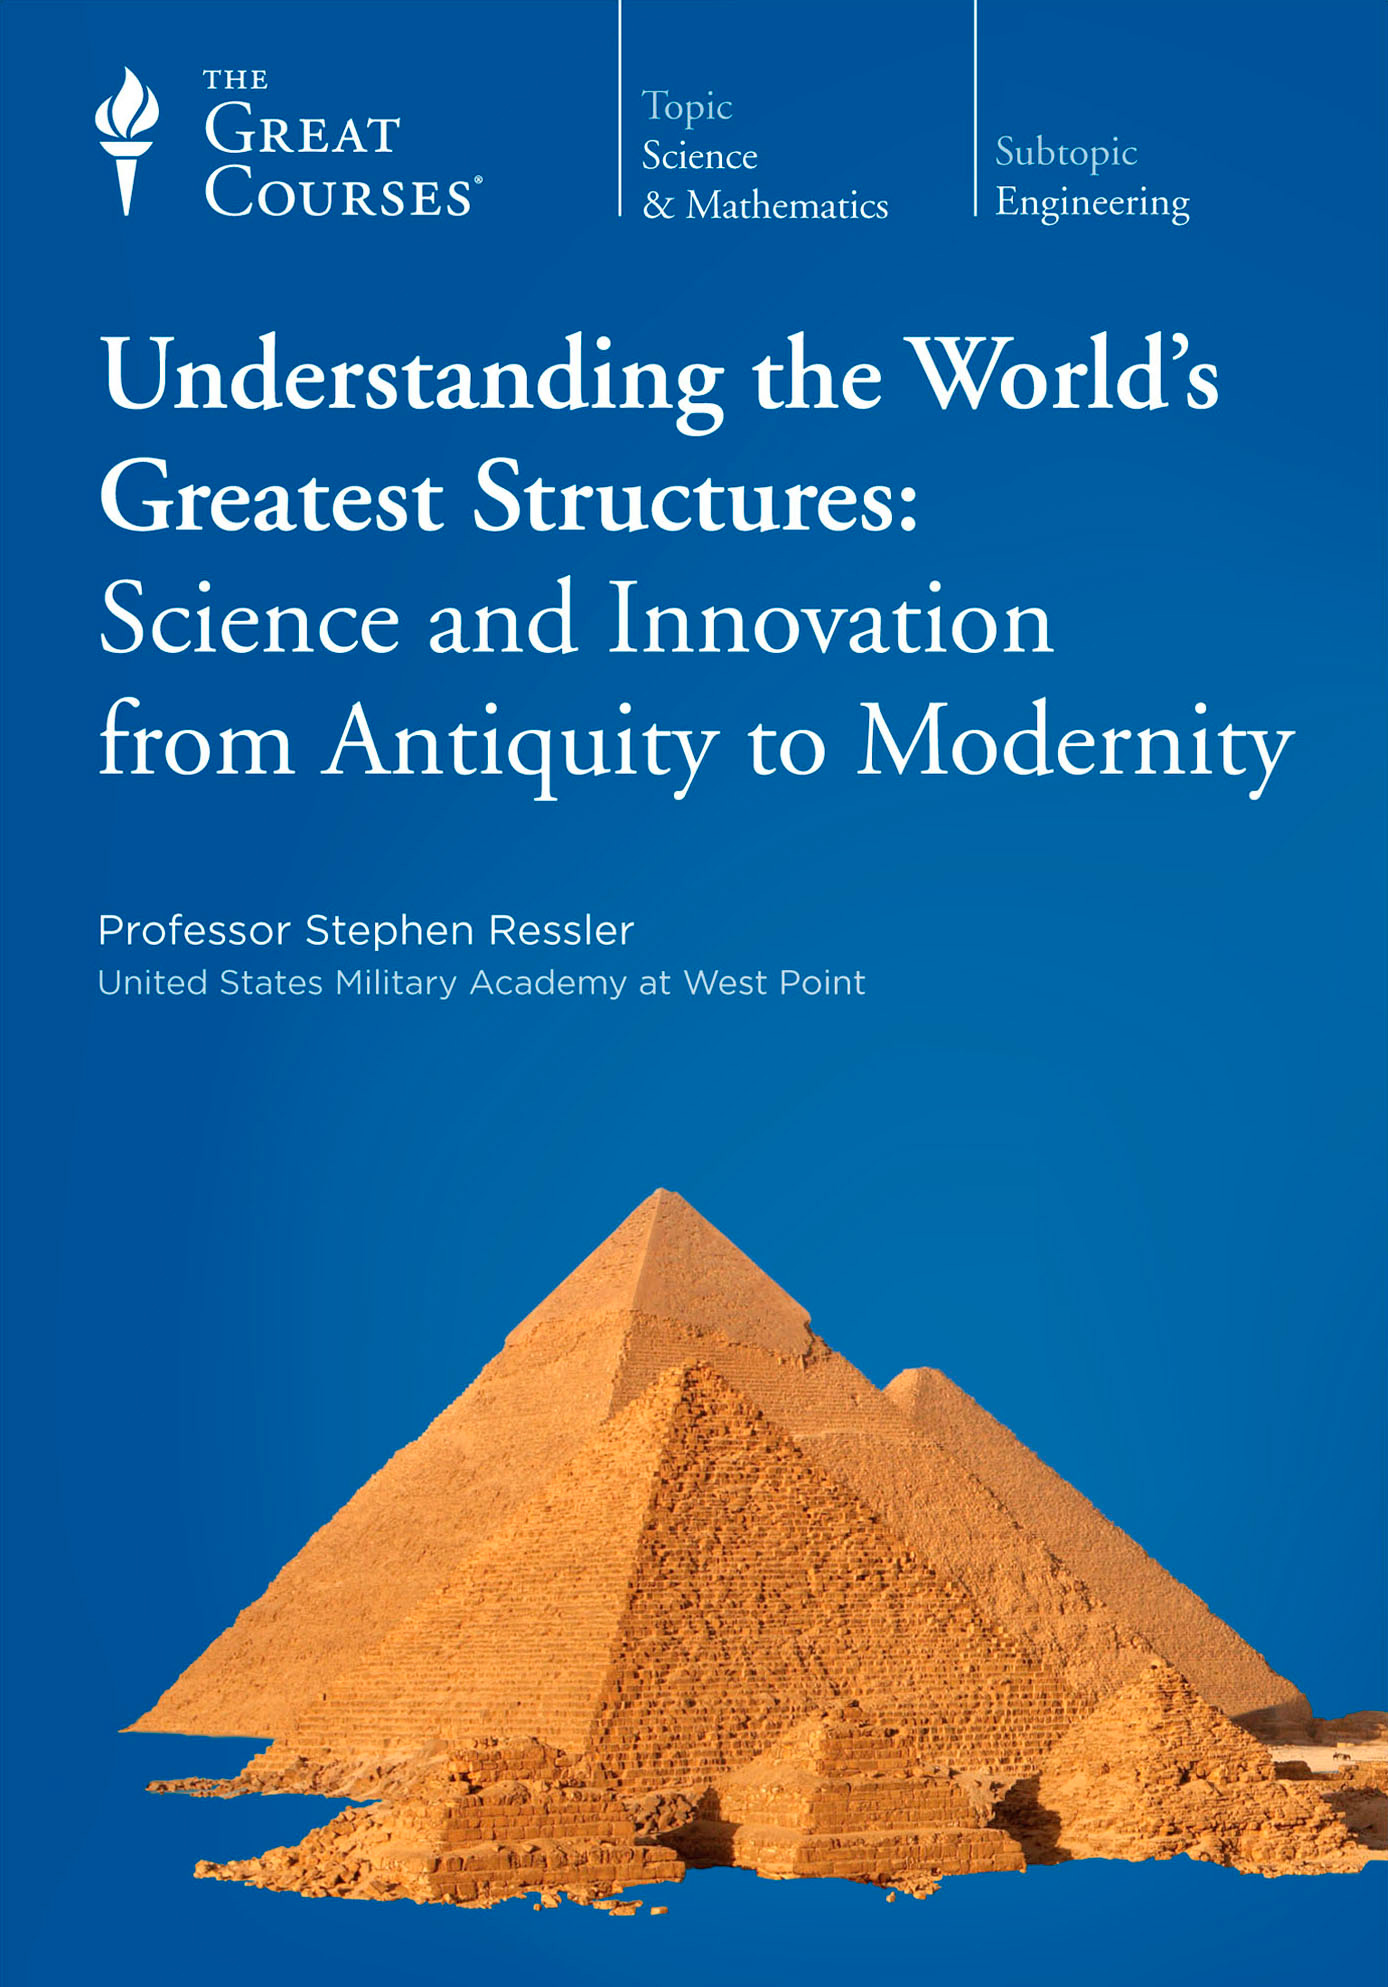 THE
GREAT
COURSES®
Topic
Science
& Mathematics
Subtopic
Engineering
Understanding the World’s
Greatest Structures:
Science and Innovation
from Antiquity to Modernity
Professor Stephen Ressler
United States Military Academy at West Point